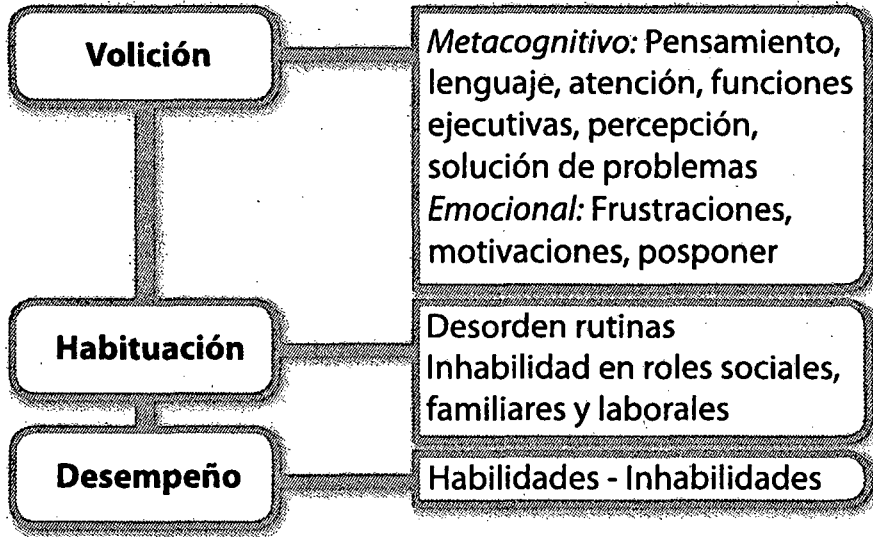 Volición
Metacognitivo: Pensamiento,
lenguaje, atención, funciones
ejecutivas, percepción,
solución de problemas
Emocional: Frustraciones,
motivaciones, posponer
Habituación
Desorden rutinas
Inhabilidad en roles sociales,
familiares y laborales
Desempeño
Habilidades - Inhabilidades